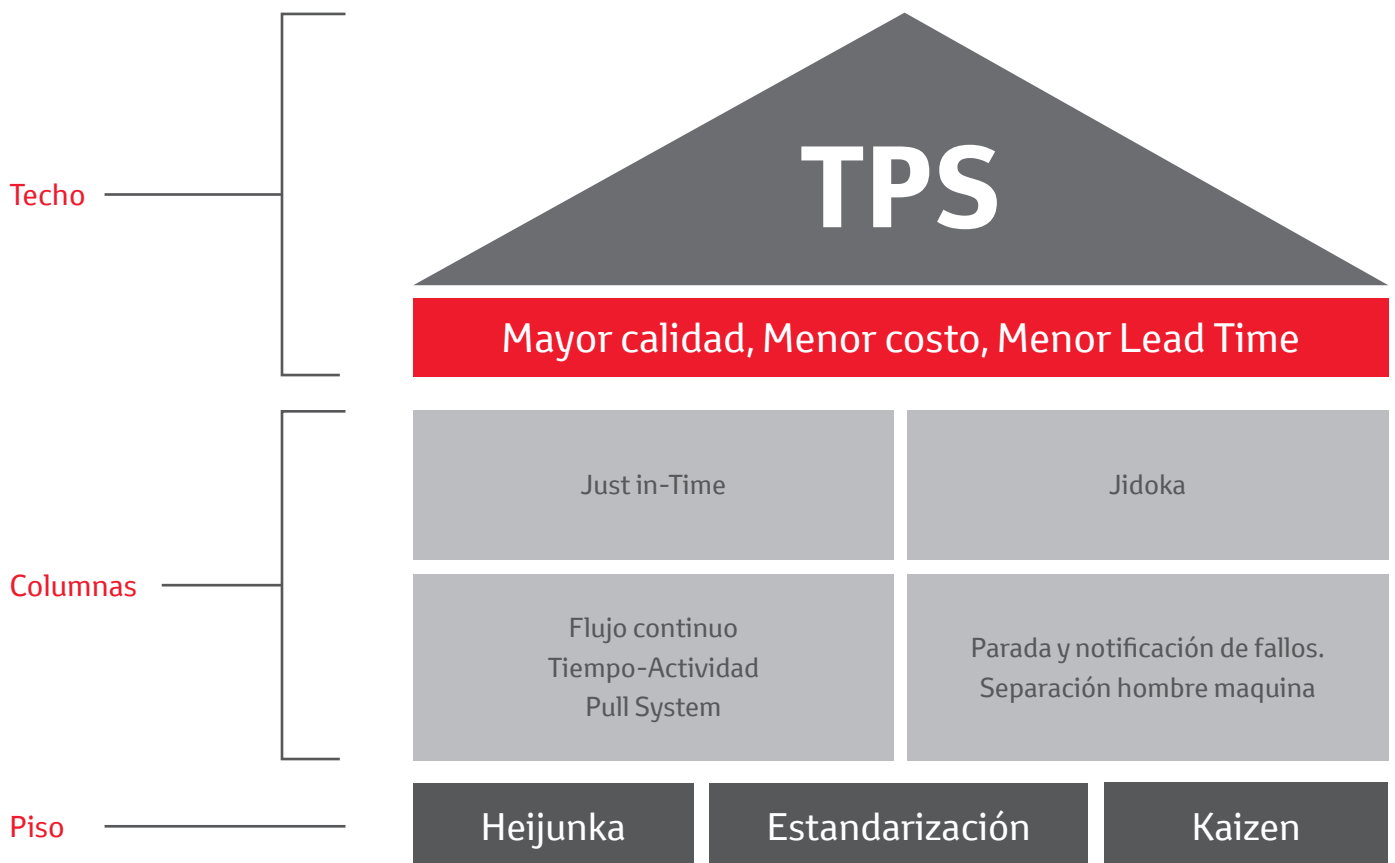 TPS
Techo
Mayor calidad, Menor costo, Menor Lead Time
Just in-Time
Jidoka
Columnas
Flujo continuo
Tiempo-Actividad
Pull System
Parada y notificación de fallos.
Separación hombre maquina
Piso
Heijunka
Estandarización
Kaizen